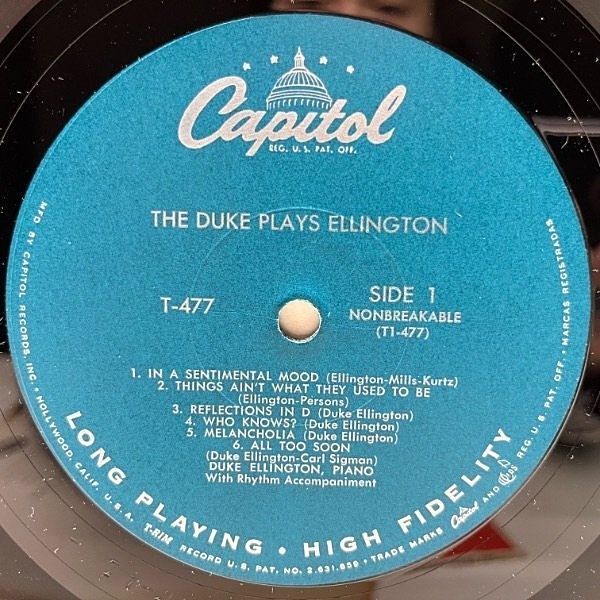 Capitol
REG. U.S. PAT. OFF.
THE DUKE PLAYS ELLINGTON
T-477
SIDE 1
NONBREAKABLE
(T1-477)
1. IN A SENTIMENTAL MOOD (Ellington-Mills-Kurtz)
2. THINGS AIN'T WHAT THEY USED TO BE
(Ellington-Persons)
3. REFLECTIONS IN D (Duke Ellington)
4. WHO KNOWS? (Duke Ellington)
5. MELANCHOLIA (Duke Ellington)
6. ALL TOO SOON
(Duke Ellington-Carl Sigman)
DUKE ELLINGTON, PIANO
With Rhythm Accompaniment
LONG PLAYING • HIGH FIDELITY
MFD. BY CAPITOL RECORDS, INC. • HOLLYWOOD, CALIF. U.S.A. T-RIM RECORD U.S. PAT. NO. 2,631,859 • TRADE MARKS Capitol AND REG. U.S. PAT. OFF. • MARCAS REGISTRADAS